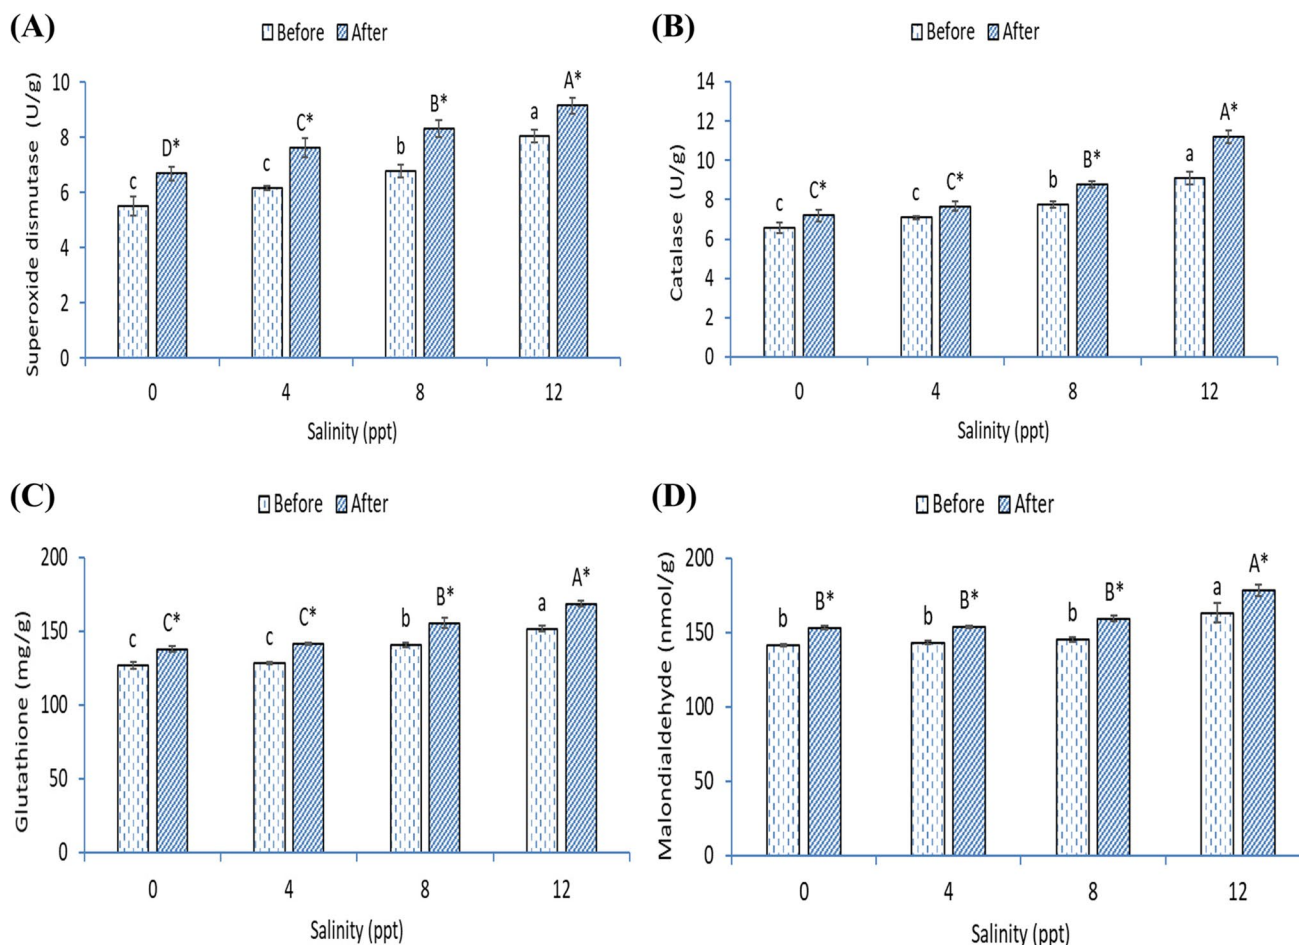 (A)
Before After
Superoxide dismutase (U/g)
10
8
6
4
2
0
c D* c C* b B* a A*
0 4 8 12
Salinity (ppt)
(B)
Before After
Catalase (U/g)
14
12
10
8
6
4
2
0
c C* c C* b B* a A*
0 4 8 12
Salinity (ppt)
(C)
Before After
Glutathione (mg/g)
200
150
100
50
0
c C* c C* b B* a A*
0 4 8 12
Salinity (ppt)
(D)
Before After
Malondialdehyde (nmol/g)
200
150
100
50
0
b B* b B* b B* a A*
0 4 8 12
Salinity (ppt)